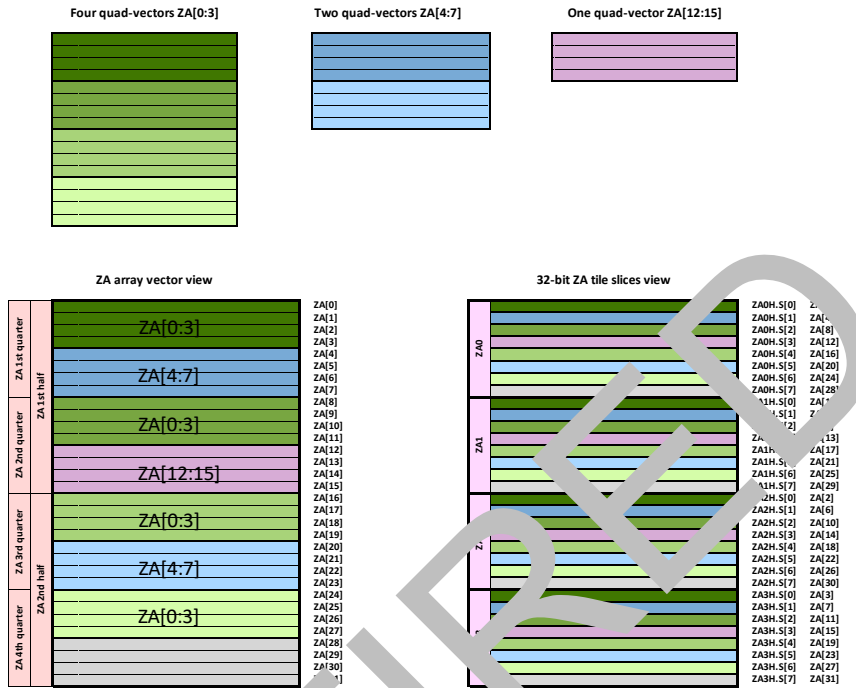 Four quad-vectors ZA[0:3]
Two quad-vectors ZA[4:7]
One quad-vector ZA[12:15]
ZA array vector view
32-bit ZA tile slices view
ZA 1st quarter
ZA 2nd quarter
ZA 3rd quarter
ZA 4th quarter
ZA 1st half
ZA 2nd half
ZA[0:3]
ZA[4:7]
ZA[0:3]
ZA[12:15]
ZA[0:3]
ZA[4:7]
ZA[0:3]
ZA[0]
ZA[1]
ZA[2]
ZA[3]
ZA[4]
ZA[5]
ZA[6]
ZA[7]
ZA[8]
ZA[9]
ZA[10]
ZA[11]
ZA[12]
ZA[13]
ZA[14]
ZA[15]
ZA[16]
ZA[17]
ZA[18]
ZA[19]
ZA[20]
ZA[21]
ZA[22]
ZA[23]
ZA[24]
ZA[25]
ZA[26]
ZA[27]
ZA[28]
ZA[29]
ZA[30]
ZA0
ZA1
ZA0H.S[0]
ZA0H.S[1]
ZA0H.S[2] ZA[8]
ZA0H.S[3] ZA[12]
ZA0H.S[4] ZA[16]
ZA0H.S[5] ZA[20]
ZA0H.S[6] ZA[24]
ZA0H.S[7] ZA[28]
ZA[13]
ZA[17]
ZA[21]
ZA1H.S[6] ZA[25]
ZA[29]
ZA2H.S[0] ZA[2]
ZA2H.S[1] ZA[6]
ZA2H.S[2] ZA[10]
ZA2H.S[3] ZA[14]
ZA2H.S[4] ZA[18]
ZA2H.S[5] ZA[22]
ZA2H.S[6] ZA[26]
ZA2H.S[7] ZA[30]
ZA3H.S[0] ZA[3]
ZA3H.S[1] ZA[7]
ZA3H.S[2] ZA[11]
ZA3H.S[3] ZA[15]
ZA3H.S[4] ZA[19]
ZA3H.S[5] ZA[23]
ZA3H.S[6] ZA[27]
ZA3H.S[7] ZA[31]